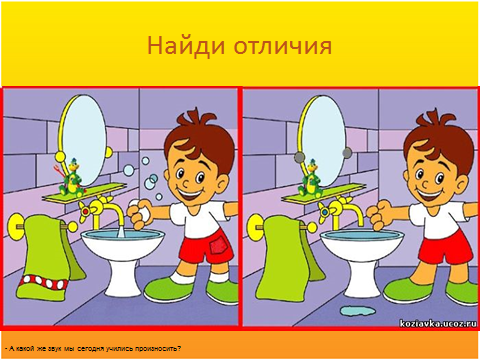 Найди отличия
koziavka.ucoz.ru
- А какой же звук мы сегодня учились произносить?